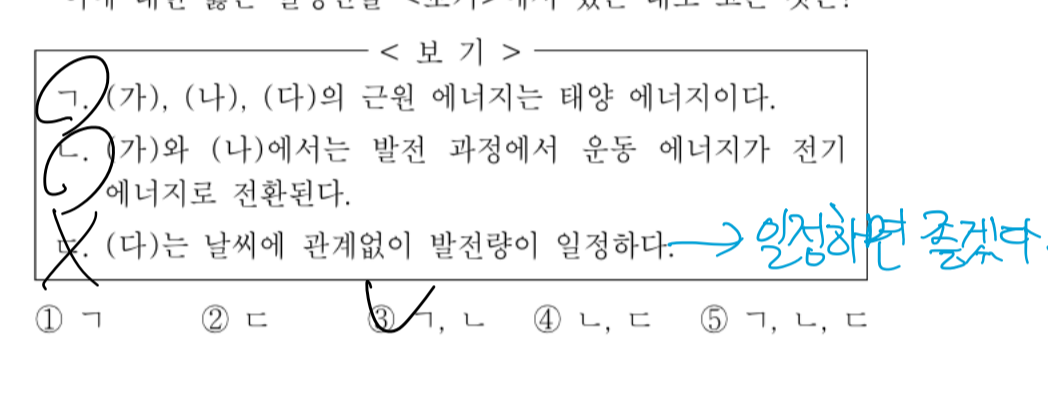 < 보 기 >
ㄱ. (가), (나), (다)의 근원 에너지는 태양 에너지이다.
ㄴ. (가)와 (나)에서는 발전 과정에서 운동 에너지가 전기
에너지로 전환된다.
ㄷ. (다)는 날씨에 관계없이 발전량이 일정하다. → 일정하면 좋겠다.
① ㄱ ② ㄷ ③ ㄱ, ㄴ ④ ㄴ, ㄷ ⑤ ㄱ, ㄴ, ㄷ